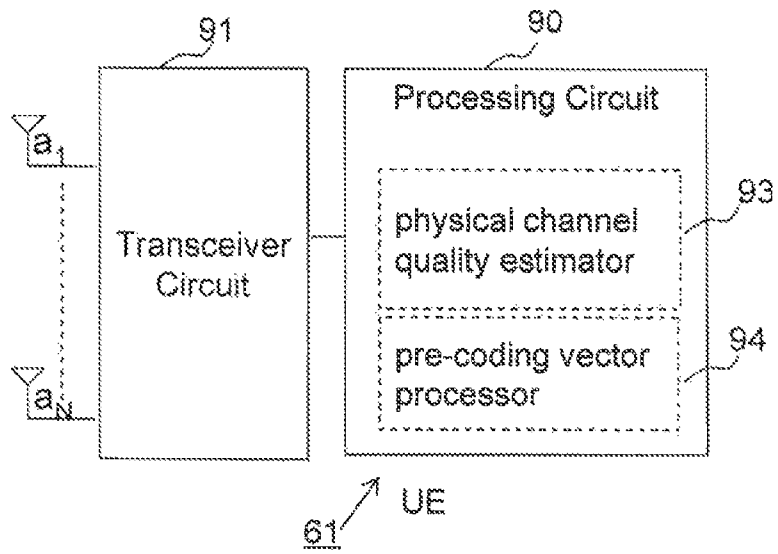 91
90
Processing Circuit
a1
93
physical channel
quality estimator
Transceiver
Circuit
94
pre-coding vector
processor
aN
UE
61